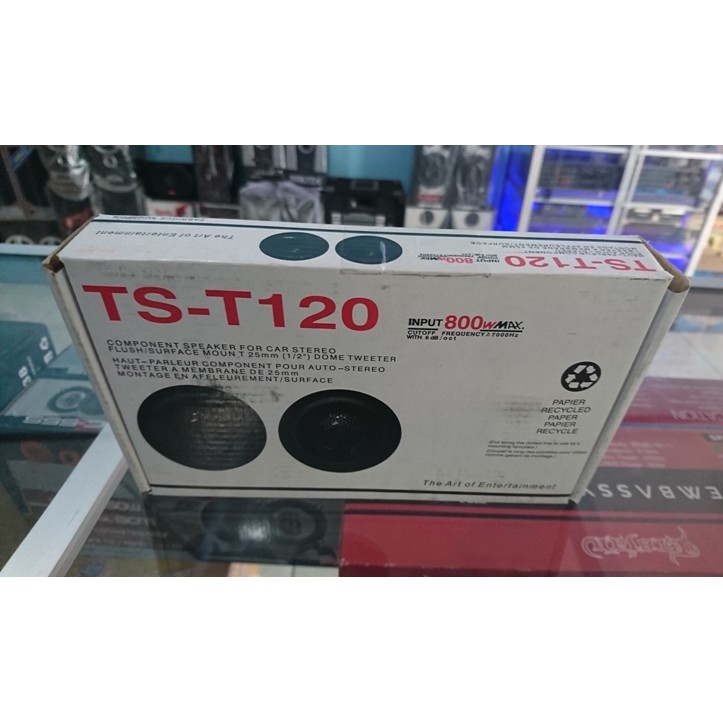 The Art of Entertainment
INPUT 800WMAX.
TS-T120
TS-T120
INPUT 800WMAX.
CUTOFF FREQUENCY≥7000Hz
WITH 6 dB/oct
COMPONENT SPEAKER FOR CAR STEREO
FLUSH/SURFACE MOUN T 25mm (1/2") DOME TWEETER
HAUT-PARLEUR COMPONENT POUR AUTO-STEREO
TWEETER A MEMBRANE DE 25mm
MONTAGE EN AFFLEUREMENT/SURFACE
PAPIER
RECYCLED
PAPER
PAPIER
RECYCLE
The Art of Entertainment
EMBASSY